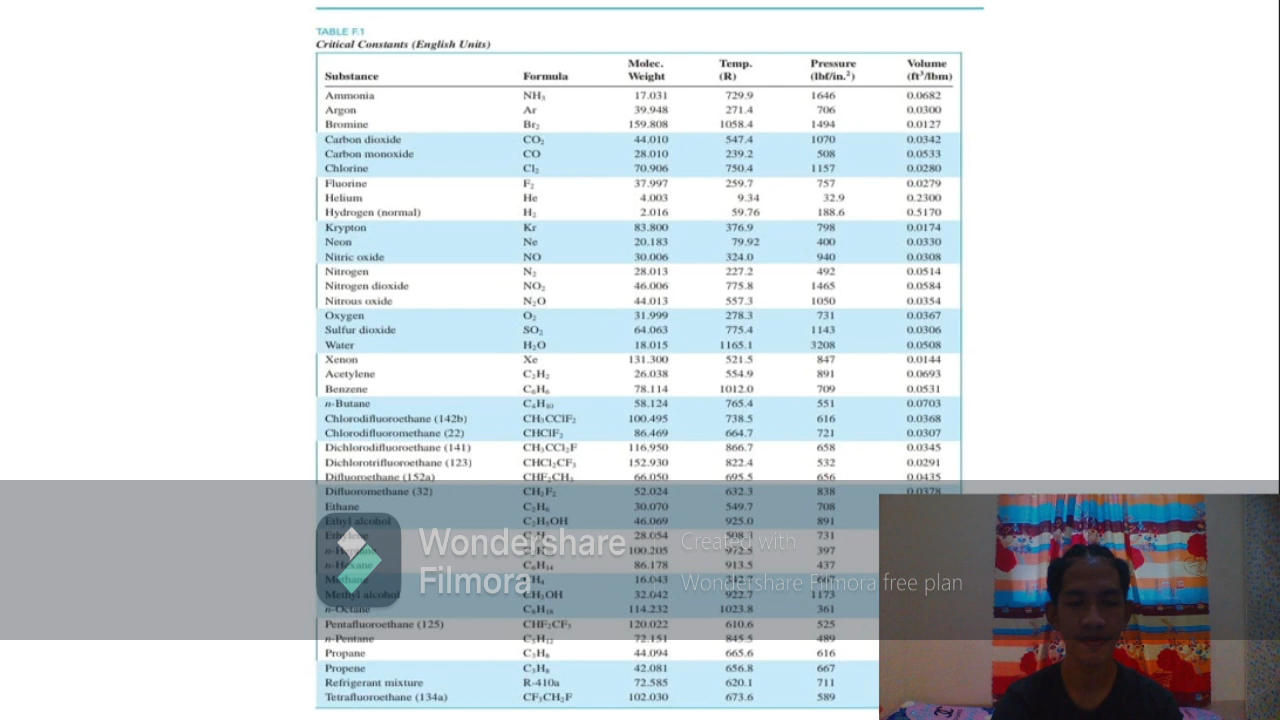 TABLE F.1
Critical Constants (English Units)
Substance Formula Molec. Weight Temp. (R) Pressure (lbf/in.²) Volume (ft³/lbm)
Ammonia NH₃ 17.031 729.9 1646 0.0682
Argon Ar 39.948 271.4 706 0.0300
Bromine Br₂ 159.808 1058.4 1494 0.0127
Carbon dioxide CO₂ 44.010 547.4 1070 0.0342
Carbon monoxide CO 28.010 239.2 508 0.0533
Chlorine Cl₂ 70.906 750.4 1157 0.0280
Fluorine F₂ 37.997 259.7 757 0.0279
Helium He 4.003 9.34 32.9 0.2300
Hydrogen (normal) H₂ 2.016 59.76 188.6 0.5170
Krypton Kr 83.800 376.9 798 0.0174
Neon Ne 20.183 79.92 400 0.0330
Nitric oxide NO 30.006 324.0 940 0.0308
Nitrogen N₂ 28.013 227.2 492 0.0514
Nitrogen dioxide NO₂ 46.006 775.8 1465 0.0584
Nitrous oxide N₂O 44.013 557.3 1050 0.0354
Oxygen O₂ 31.999 278.3 731 0.0367
Sulfur dioxide SO₂ 64.063 775.4 1143 0.0306
Water H₂O 18.015 1165.1 3208 0.0508
Xenon Xe 131.300 521.5 847 0.0144
Acetylene C₂H₂ 26.038 554.9 891 0.0693
Benzene C₆H₆ 78.114 1012.0 709 0.0531
n-Butane C₄H₁₀ 58.124 765.4 551 0.0703
Chlorodifluoroethane (142b) CH₃CClF₂ 100.495 738.5 616 0.0368
Chlorodifluoromethane (22) CHClF₂ 86.469 664.7 721 0.0307
Dichlorodifluoroethane (141) CH₃CCl₂F 116.950 866.7 658 0.0345
Dichlorotrifluoroethane (123) CHCl₂CF₃ 152.930 822.4 532 0.0291
Difluoroethane (152a) CHF₂CH₃ 66.050 695.5 656 0.0435
Difluoromethane (32) CH₂F₂ 52.024 632.3 838 0.0378
Ethane C₂H₆ 30.070 549.7 708
Ethyl alcohol C₂H₅OH 46.069 925.0 891
28.054 508.3 731
100.205 972.5 397
n-Hexane C₆H₁₄ 86.178 913.5 437
Methane 16.043
Methyl alcohol CH₃OH 32.042 922.7 1173
n-Octane C₈H₁₈ 114.232 1023.8 361
Pentafluoroethane (125) CHF₂CF₃ 120.022 610.6 525
n-Pentane C₅H₁₂ 72.151 845.5 489
Propane C₃H₈ 44.094 665.6 616
Propene C₃H₆ 42.081 656.8 667
Refrigerant mixture R-410a 72.585 620.1 711
Tetrafluoroethane (134a) CF₃CH₂F 102.030 673.6 589
Wondershare
Filmora
Created with
Wondershare Filmora free plan